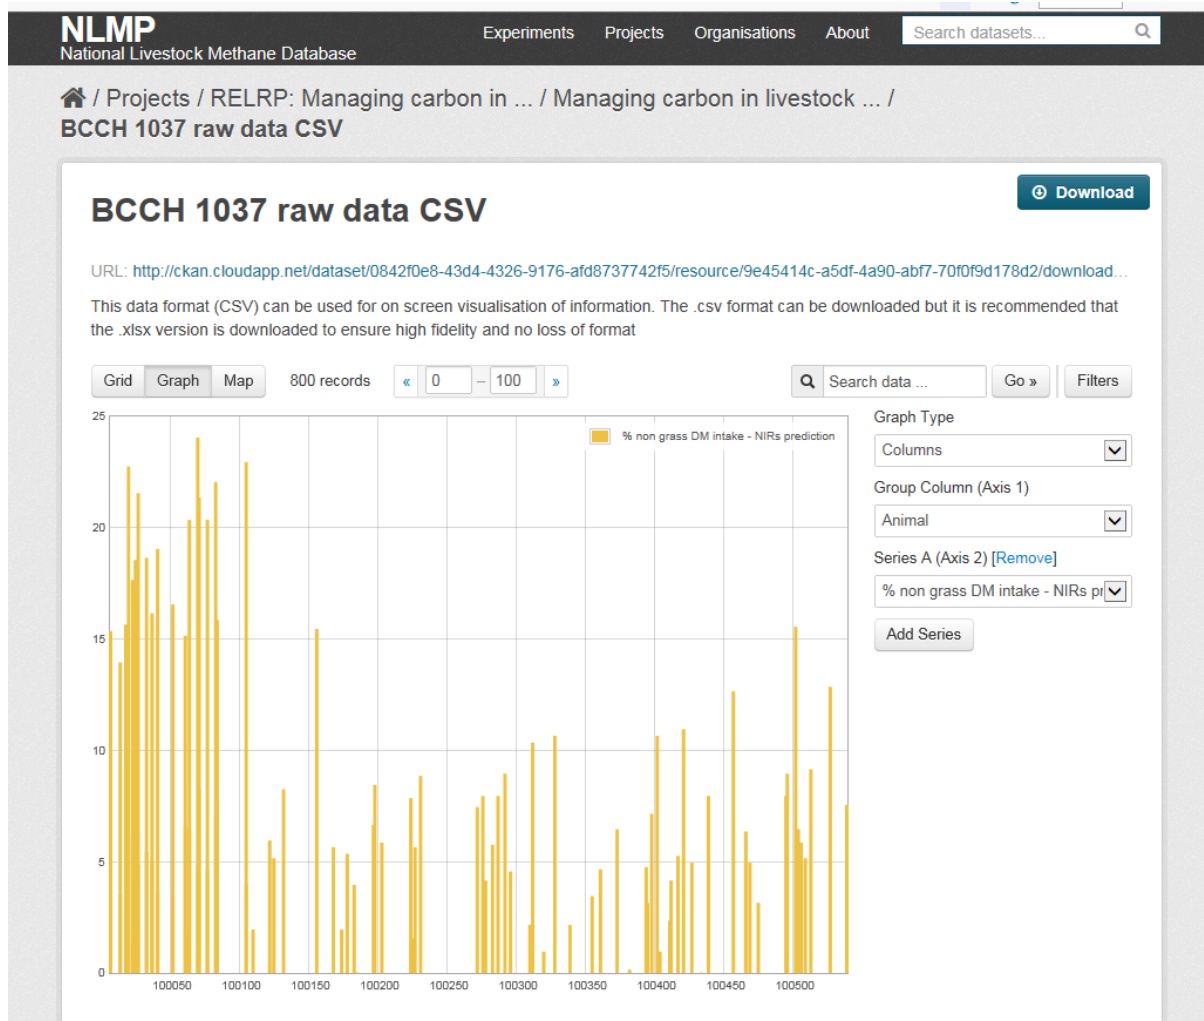 NLMP
National Livestock Methane Database
Experiments Projects Organisations About Search datasets...
/ Projects / RELRP: Managing carbon in ... / Managing carbon in livestock ... /
BCCH 1037 raw data CSV
Download
BCCH 1037 raw data CSV
URL: http://ckan.cloudapp.net/dataset/0842f0e8-43d4-4326-9176-afd8737742f5/resource/9e45414c-a5df-4a90-abf7-70f0f9d178d2/download...
This data format (CSV) can be used for on screen visualisation of information. The .csv format can be downloaded but it is recommended that
the .xlsx version is downloaded to ensure high fidelity and no loss of format
Grid Graph Map 800 records « 0 – 100 » Search data ... Go » Filters
Graph Type
Columns
Group Column (Axis 1)
Animal
Series A (Axis 2) [Remove]
% non grass DM intake - NIRs pr
Add Series
% non grass DM intake - NIRs prediction
25
20
15
10
5
0
100050 100100 100150 100200 100250 100300 100350 100400 100450 100500